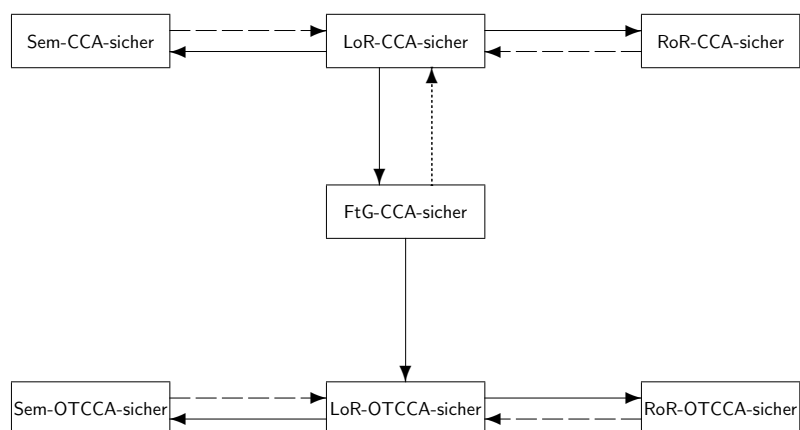 Sem-CCA-sicher
LoR-CCA-sicher
RoR-CCA-sicher
FtG-CCA-sicher
Sem-OTCCA-sicher
LoR-OTCCA-sicher
RoR-OTCCA-sicher